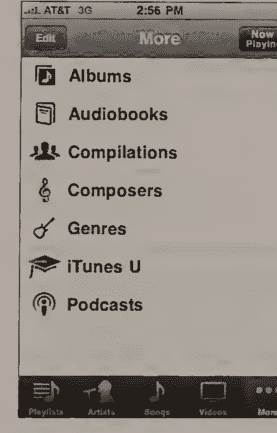 AT&T 3G 2:56 PM
Edit More Now Playing
Albums
Audiobooks
Compilations
Composers
Genres
iTunes U
Podcasts
Playlists Artists Songs Videos More